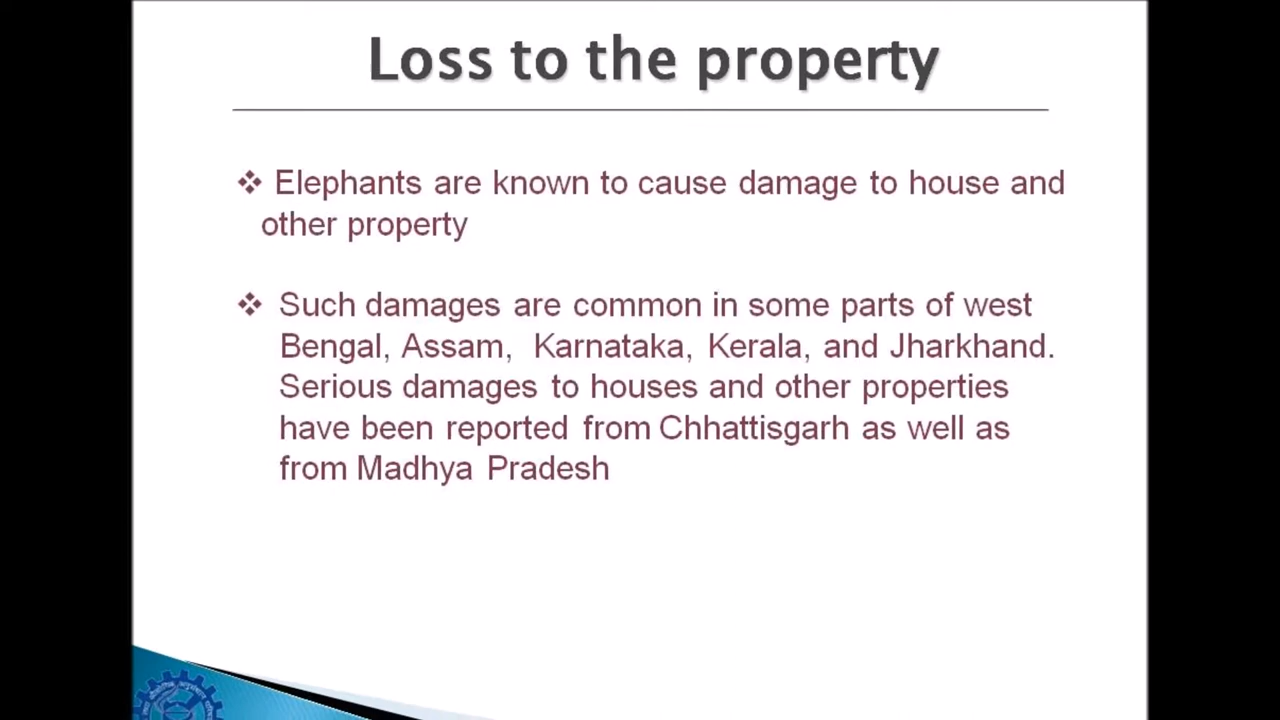 Loss to the property
❖ Elephants are known to cause damage to house and
other property
❖ Such damages are common in some parts of west
Bengal, Assam, Karnataka, Kerala, and Jharkhand.
Serious damages to houses and other properties
have been reported from Chhattisgarh as well as
from Madhya Pradesh